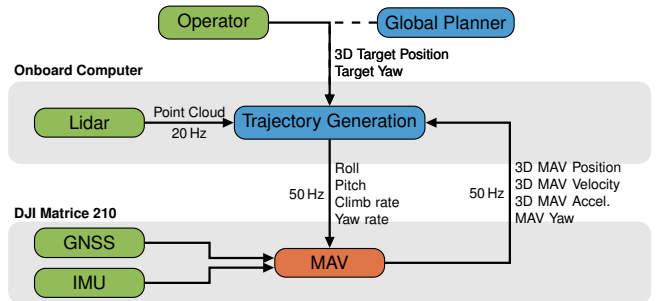 Operator
Global Planner
3D Target Position
Target Yaw
Onboard Computer
Lidar
Point Cloud
20 Hz
Trajectory Generation
50 Hz
Roll
Pitch
Climb rate
Yaw rate
50 Hz
3D MAV Position
3D MAV Velocity
3D MAV Accel.
MAV Yaw
DJI Matrice 210
GNSS
IMU
MAV